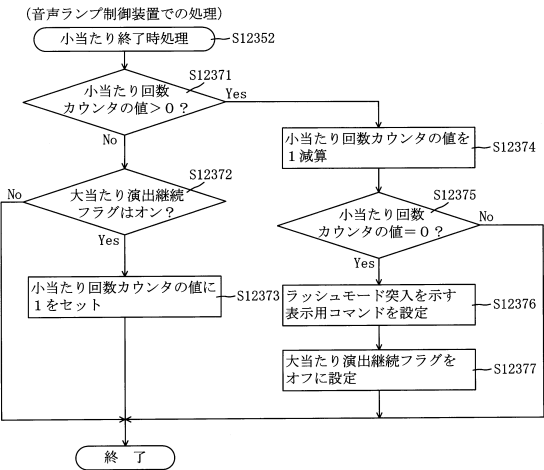 (音声ランプ制御装置での処理)
小当たり終了時処理
S12352
小当たり回数
カウンタの値>0?
S12371
Yes
No
大当たり演出継続
フラグはオン?
S12372
No
Yes
小当たり回数カウンタの値に
1をセット
S12373
小当たり回数カウンタの値を
1減算
S12374
小当たり回数
カウンタの値=0?
S12375
No
Yes
ラッシュモード突入を示す
表示用コマンドを設定
S12376
大当たり演出継続フラグを
オフに設定
S12377
終 了